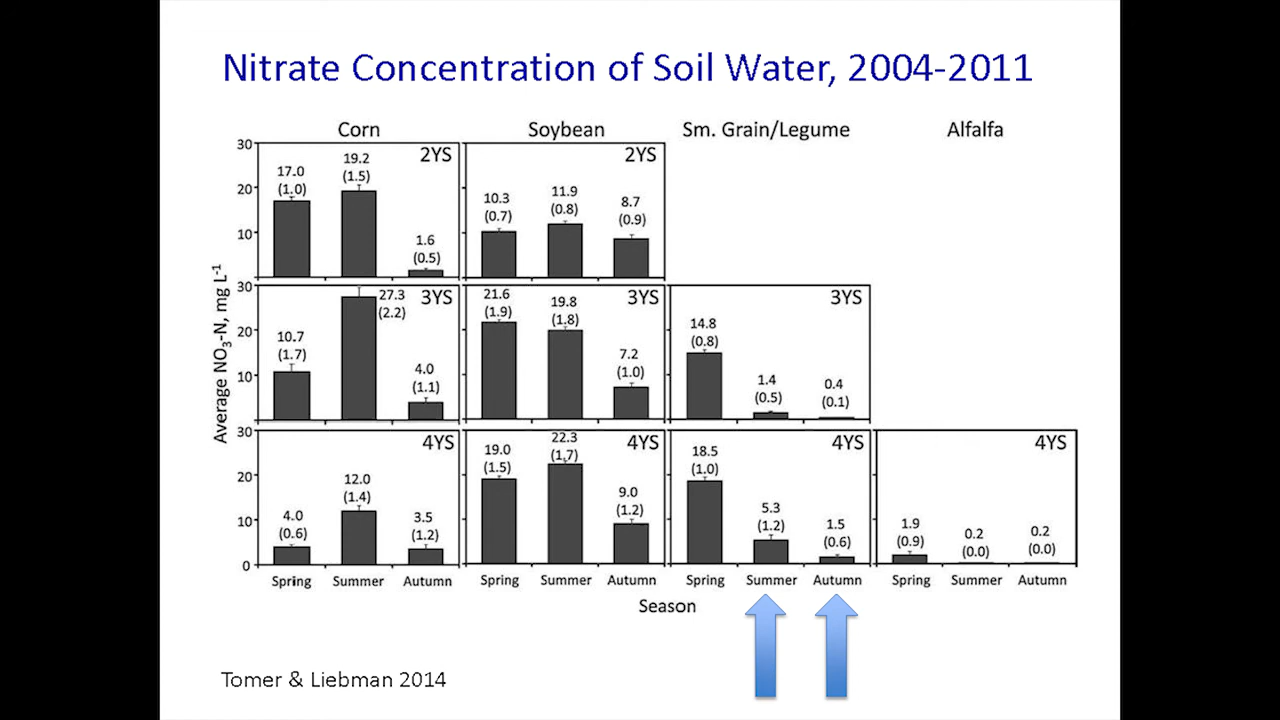 Nitrate Concentration of Soil Water, 2004-2011
Corn Soybean Sm. Grain/Legume Alfalfa
Average NO3-N, mg L-1
30 2YS 2YS
17.0 19.2 1.6 10.3 11.9 8.7
(1.0) (1.5) (0.5) (0.7) (0.8) (0.9)
20
10
30 3YS 3YS 3YS
10.7 27.3 4.0 21.6 19.8 7.2 14.8 1.4 0.4
(1.7) (2.2) (1.1) (1.9) (1.8) (1.0) (0.8) (0.5) (0.1)
20
10
30 4YS 4YS 4YS 4YS
4.0 12.0 3.5 19.0 22.3 9.0 18.5 5.3 1.5 1.9 0.2 0.2
(0.6) (1.4) (1.2) (1.5) (1.7) (1.2) (1.0) (1.2) (0.6) (0.9) (0.0) (0.0)
20
10
0
Spring Summer Autumn Spring Summer Autumn Spring Summer Autumn Spring Summer Autumn
Season
Tomer & Liebman 2014